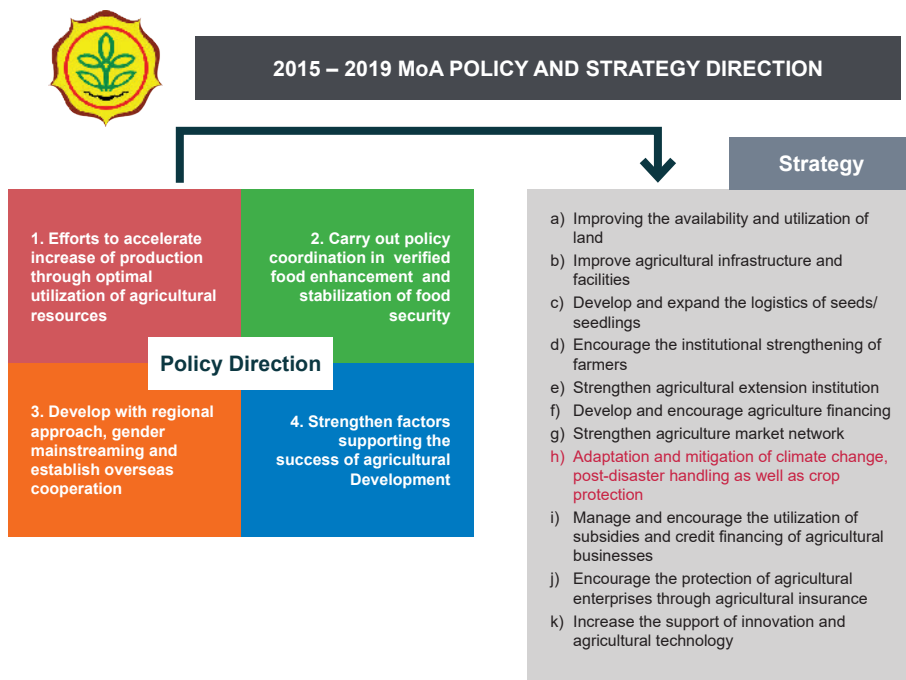 2015 – 2019 MoA POLICY AND STRATEGY DIRECTION
Strategy
1. Efforts to accelerate
increase of production
through optimal
utilization of agricultural
resources
2. Carry out policy
coordination in verified
food enhancement and
stabilization of food
security
Policy Direction
3. Develop with regional
approach, gender
mainstreaming and
establish overseas
cooperation
4. Strengthen factors
supporting the
success of agricultural
Development
a) Improving the availability and utilization of
land
b) Improve agricultural infrastructure and
facilities
c) Develop and expand the logistics of seeds/
seedlings
d) Encourage the institutional strengthening of
farmers
e) Strengthen agricultural extension institution
f) Develop and encourage agriculture financing
g) Strengthen agriculture market network
h) Adaptation and mitigation of climate change,
post-disaster handling as well as crop
protection
i) Manage and encourage the utilization of
subsidies and credit financing of agricultural
businesses
j) Encourage the protection of agricultural
enterprises through agricultural insurance
k) Increase the support of innovation and
agricultural technology